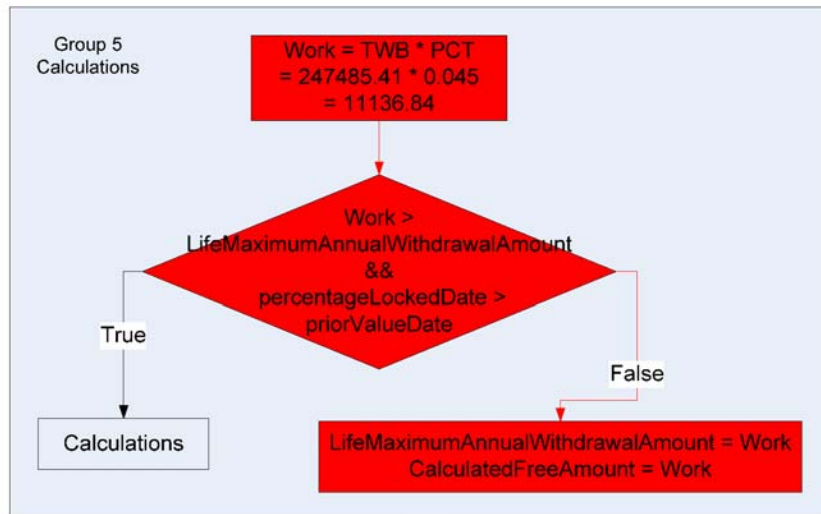 Group 5
Calculations
Work = TWB * PCT
= 247485.41 * 0.045
= 11136.84
Work >
LifeMaximumAnnualWithdrawalAmount
&&
percentageLockedDate >
priorValueDate
True
False
Calculations
LifeMaximumAnnualWithdrawalAmount = Work
CalculatedFreeAmount = Work